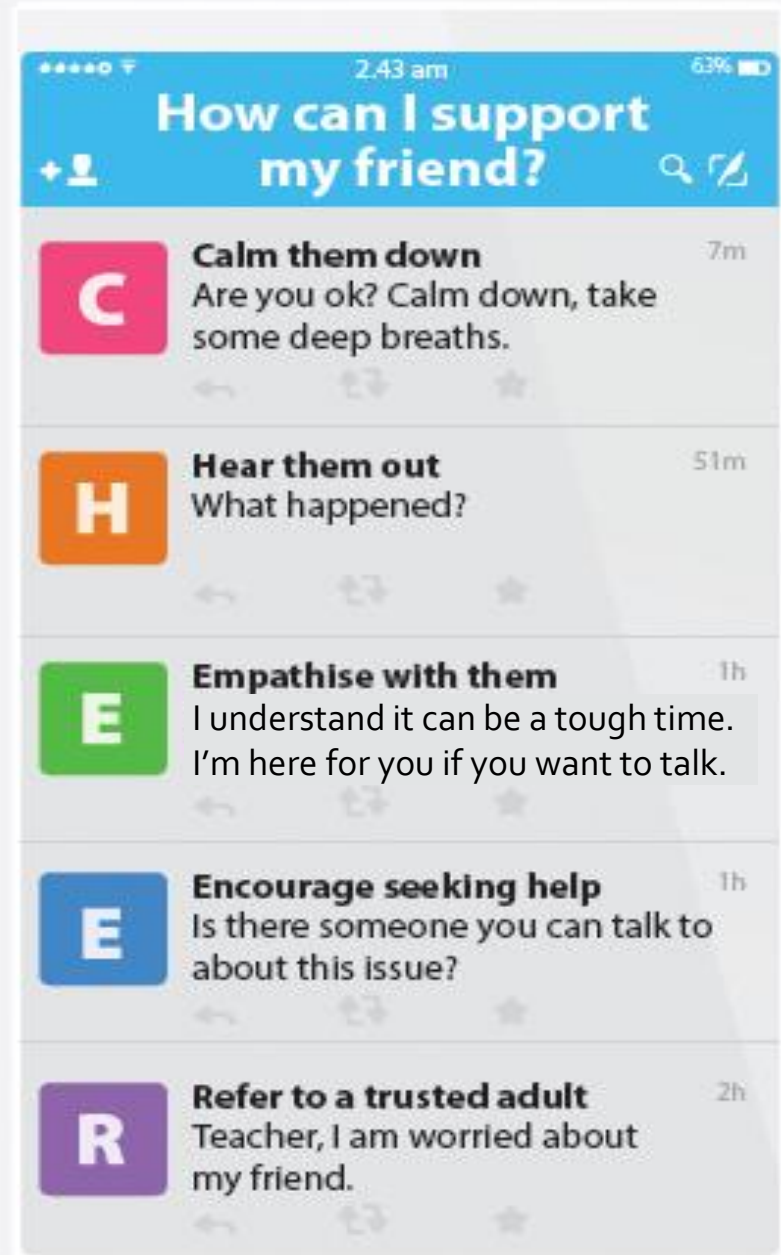 2.43 am
63%
How can I support
my friend?
C
Calm them down
7m
Are you ok? Calm down, take
some deep breaths.
H
Hear them out
51m
What happened?
E
Empathise with them
1h
I understand it can be a tough time.
I'm here for you if you want to talk.
E
Encourage seeking help
1h
Is there someone you can talk to
about this issue?
R
Refer to a trusted adult
2h
Teacher, I am worried about
my friend.